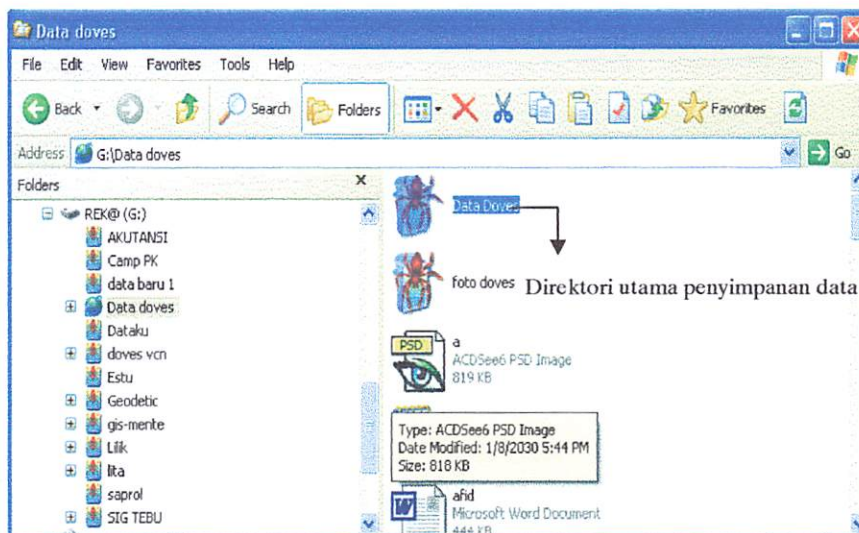 Data doves
File Edit View Favorites Tools Help
Back Search Folders Favorites
Address G:\Data doves Go
Folders X
REK@ (G:)
AKUTANSI
Camp PK
data baru 1
Data doves
Dataku
doves vcn
Estu
Geodetic
gis-mente
Lilik
lita
saprol
SIG TEBU
Data Doves
Direktori utama penyimpanan data
foto doves
PSD
a
ACDSee6 PSD Image
819 KB
Type: ACDSee6 PSD Image
Date Modified: 1/8/2030 5:44 PM
Size: 818 KB
W
afid
Microsoft Word Document
444 KB